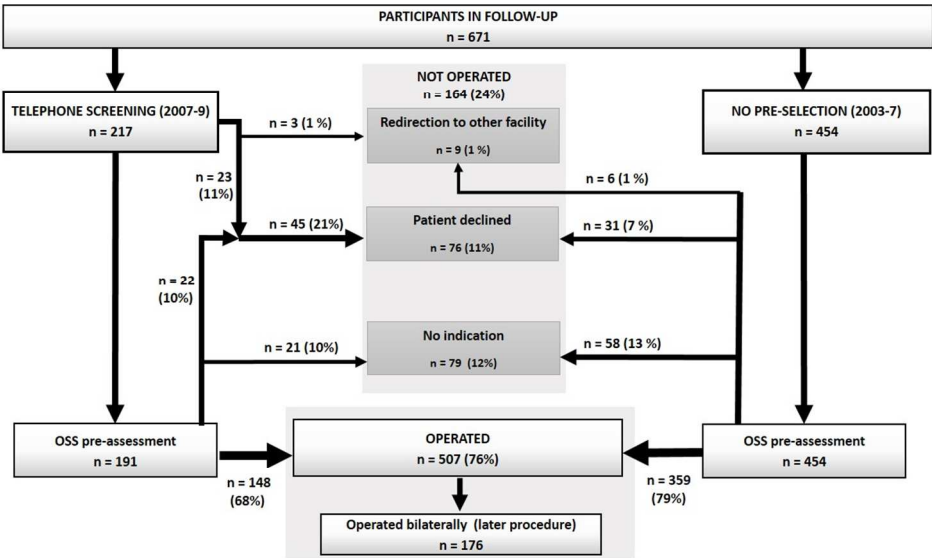 PARTICIPANTS IN FOLLOW-UP
n = 671
NOT OPERATED
n = 164 (24%)
TELEPHONE SCREENING (2007-9)
n = 217
n = 3 (1 %)
Redirection to other facility
n = 9 (1 %)
NO PRE-SELECTION (2003-7)
n = 454
n = 23
(11%)
n = 6 (1 %)
n = 45 (21%)
Patient declined
n = 76 (11%)
n = 31 (7 %)
n = 22
(10%)
n = 21 (10%)
No indication
n = 79 (12%)
n = 58 (13 %)
OSS pre-assessment
n = 191
OPERATED
n = 507 (76%)
OSS pre-assessment
n = 454
n = 148
(68%)
n = 359
(79%)
Operated bilaterally (later procedure)
n = 176